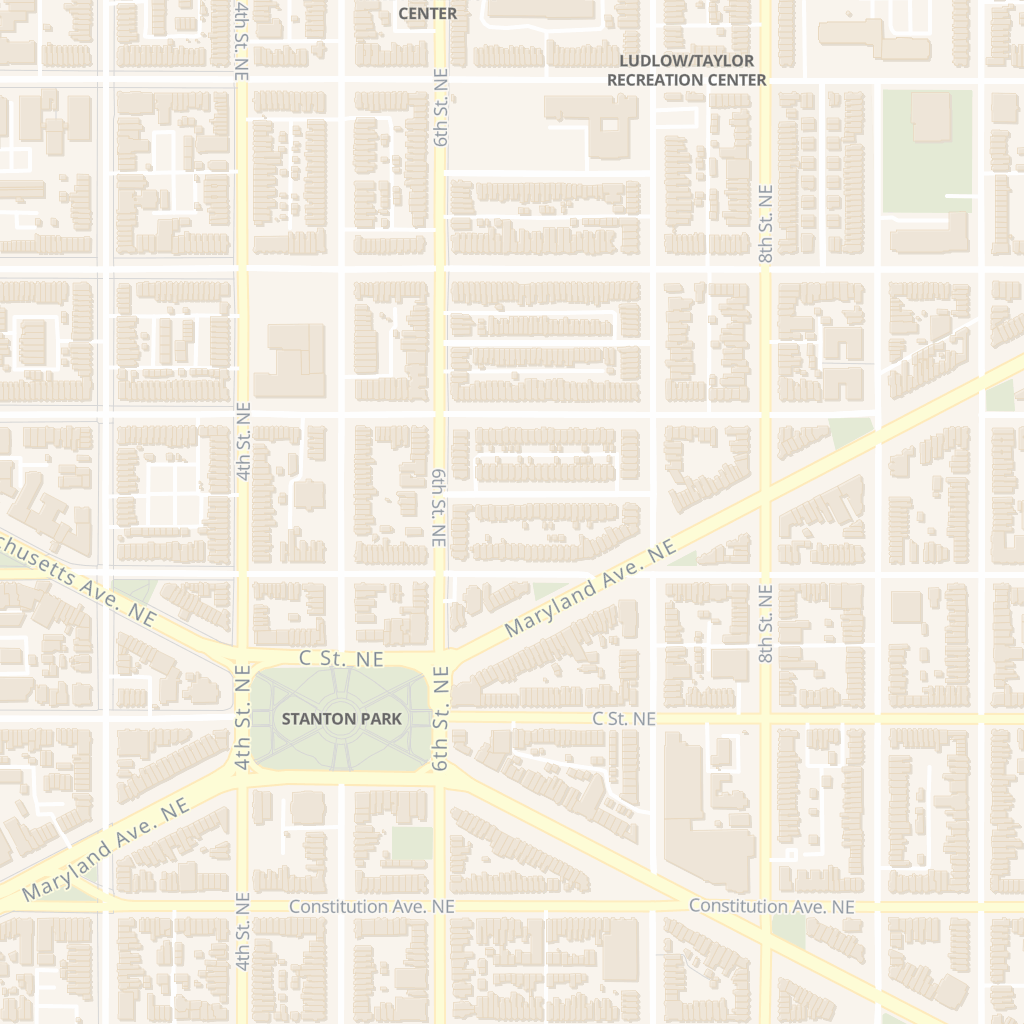 4th St. NE
CENTER
LUDLOW/TAYLOR
RECREATION CENTER
6th St. NE
8th St. NE
4th St. NE
6th St. NE
chusetts Ave. NE
Maryland Ave. NE
8th St. NE
C St. NE
4th St. NE
STANTON PARK
6th St. NE
C St. NE
Maryland Ave. NE
4th St. NE
Constitution Ave. NE
Constitution Ave. NE